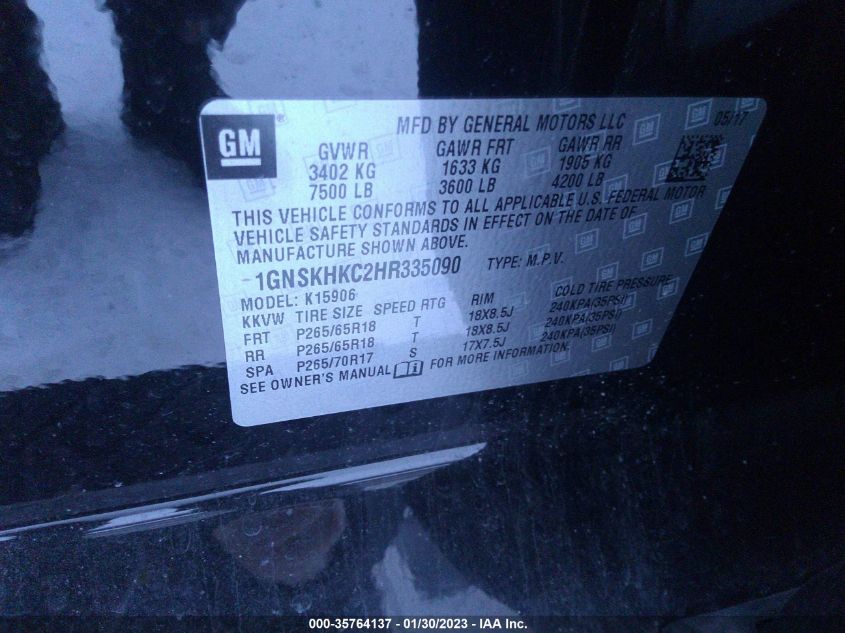 GM
®
MFD BY GENERAL MOTORS LLC 05/17
GVWR GAWR FRT GAWR RR
3402 KG 1633 KG 1905 KG
7500 LB 3600 LB 4200 LB
THIS VEHICLE CONFORMS TO ALL APPLICABLE U.S. FEDERAL MOTOR
VEHICLE SAFETY STANDARDS IN EFFECT ON THE DATE OF
MANUFACTURE SHOWN ABOVE.
1GNSKHKC2HR335090 TYPE: M.P.V.
MODEL: K15906
KKVW TIRE SIZE SPEED RTG RIM COLD TIRE PRESSURE
FRT P265/65R18 T 18X8.5J 240KPA(35PSI)
RR P265/65R18 T 18X8.5J 240KPA(35PSI)
SPA P265/70R17 S 17X7.5J 240KPA(35PSI)
SEE OWNER'S MANUAL FOR MORE INFORMATION.
000-35764137 - 01/30/2023 - IAA Inc.